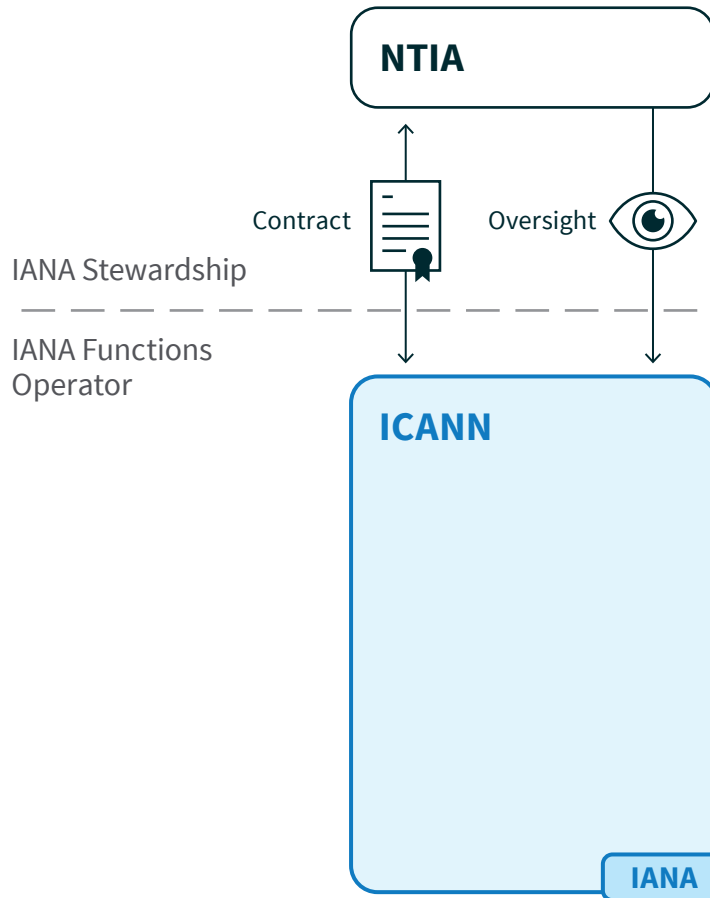 NTIA
Contract
Oversight
IANA Stewardship
IANA Functions
Operator
ICANN
IANA